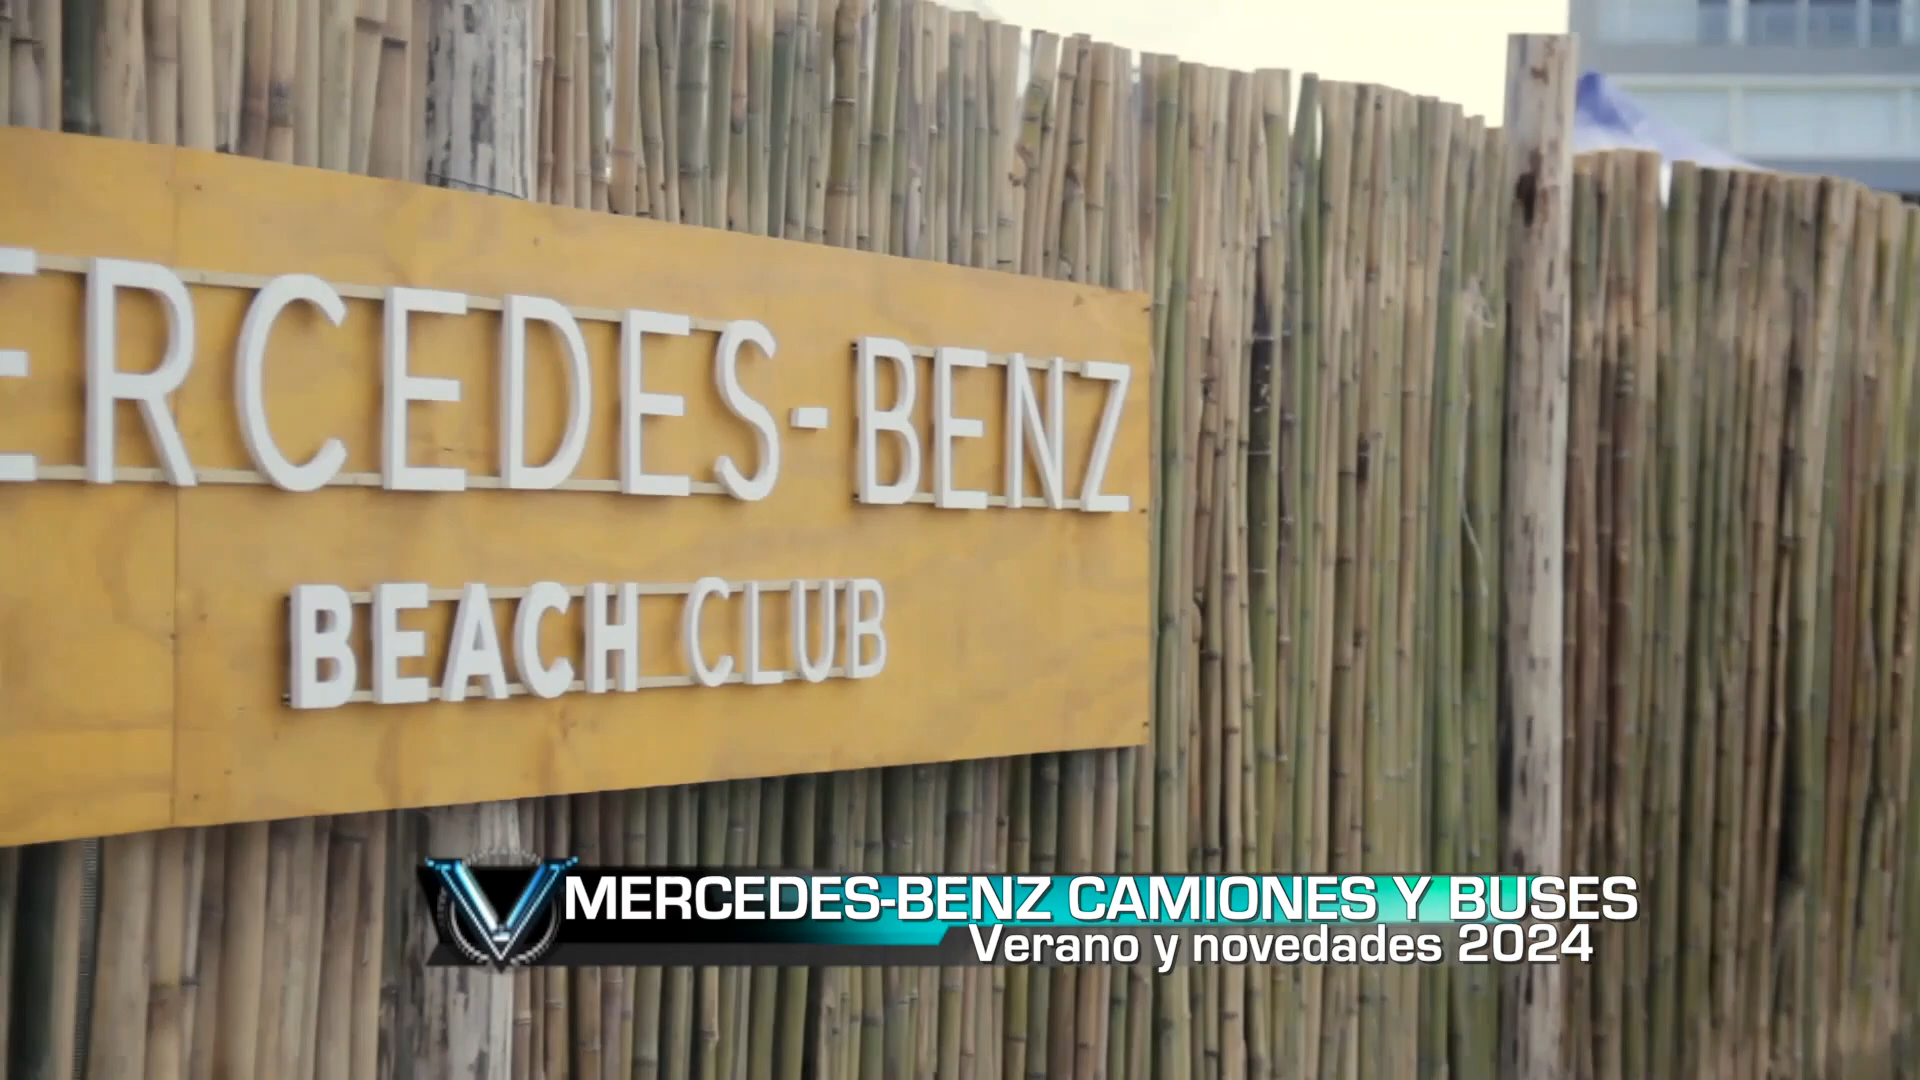 ERCEDES-BENZ
BEACH CLUB
MERCEDES-BENZ CAMIONES Y BUSES
Verano y novedades 2024